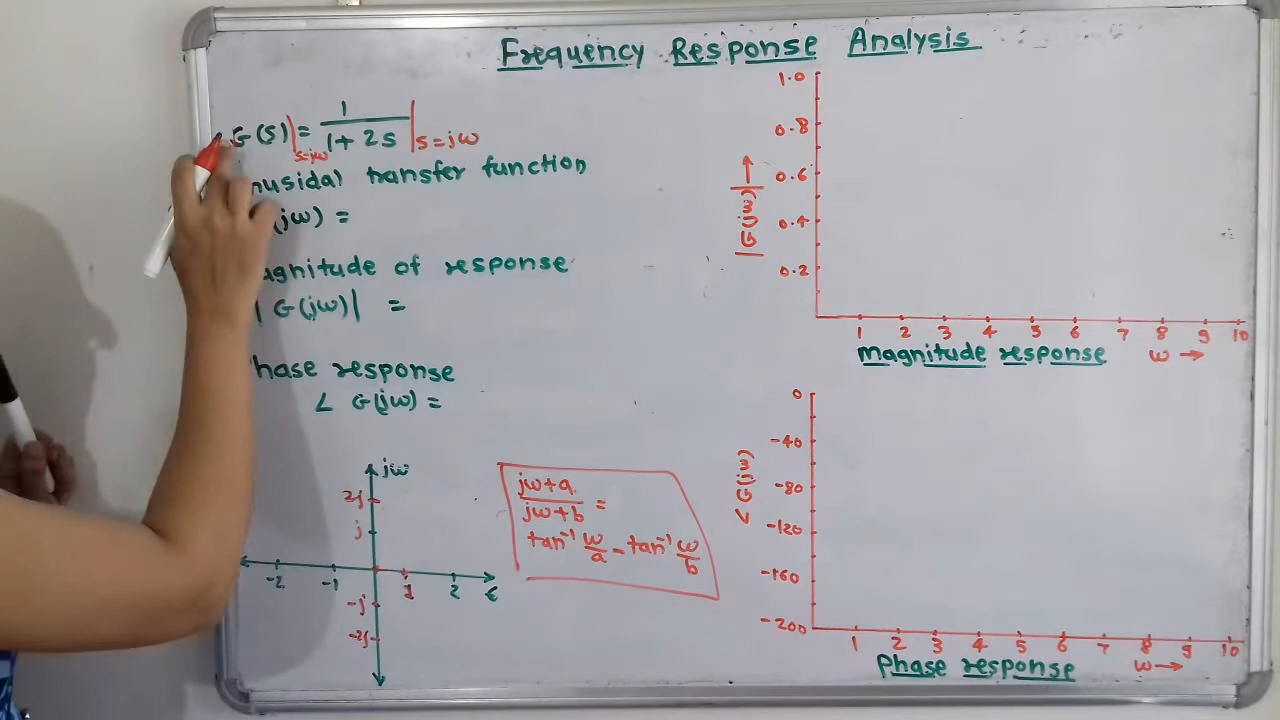 Frequency Response Analysis
G(s)|s=jω = 1 / 1 + 2s |s=jω
nusidal transfer function
(jω) =
agnitude of response
| G(jω)| =
hase response
∠ G(jω) =
jω
2j
j
-2 -1 1 2 σ
-j
-2j
jω+a / jω+b =
tan⁻¹ ω/a - tan⁻¹ ω/b
|G(jω)| →
1.0
0.8
0.6
0.4
0.2
1 2 3 4 5 6 7 8 9 10
Magnitude response ω →
∠ G(jω)
0
-40
-80
-120
-160
-200
1 2 3 4 5 6 7 8 9 10
Phase response ω →